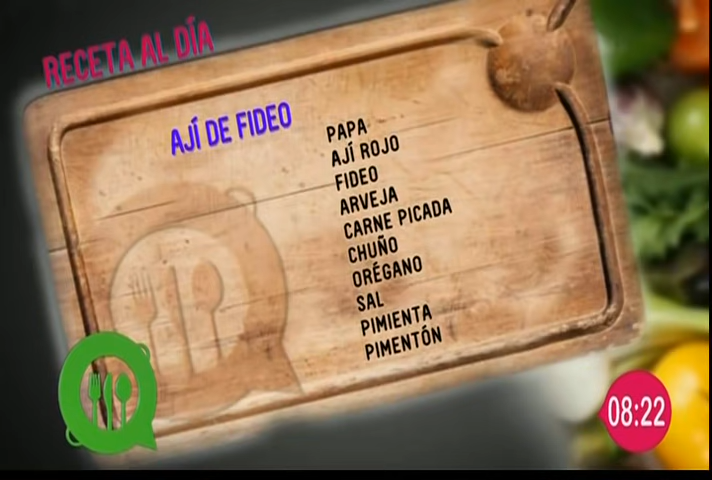 RECETA AL DÍA
AJÍ DE FIDEO
PAPA
AJÍ ROJO
FIDEO
ARVEJA
CARNE PICADA
CHUÑO
ORÉGANO
SAL
PIMIENTA
PIMENTÓN
08:22